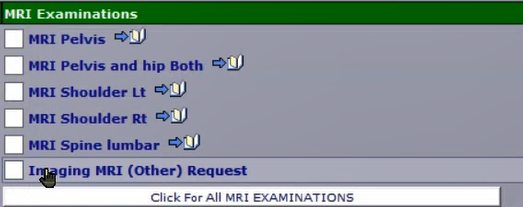 MRI Examinations
MRI Pelvis
MRI Pelvis and hip Both
MRI Shoulder Lt
MRI Shoulder Rt
MRI Spine lumbar
Imaging MRI (Other) Request
Click For All MRI EXAMINATIONS